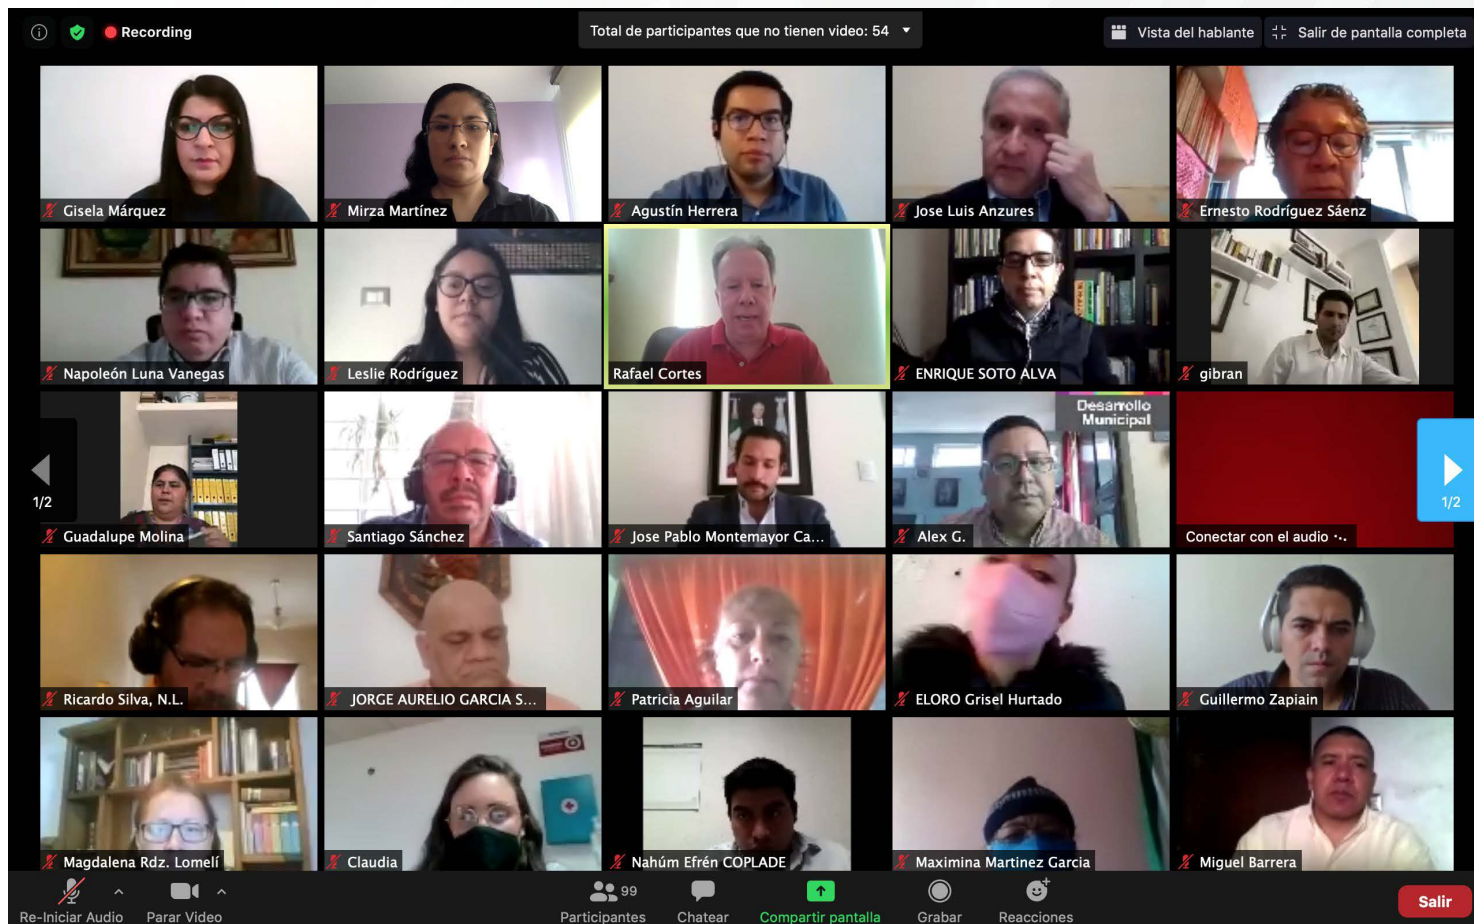 Recording
Total de participantes que no tienen video: 54
Vista del hablante
Salir de pantalla completa
Gisela Márquez
Mirza Martínez
Agustín Herrera
Jose Luis Anzures
Ernesto Rodríguez Sáenz
Napoleón Luna Vanegas
Leslie Rodríguez
Rafael Cortes
ENRIQUE SOTO ALVA
gibran
Desarrollo
Municipal
1/2
1/2
Guadalupe Molina
Santiago Sánchez
Jose Pablo Montemayor Ca...
Alex G.
Conectar con el audio ...
Ricardo Silva, N.L.
JORGE AURELIO GARCIA S...
Patricia Aguilar
ELORO Grisel Hurtado
Guillermo Zapiain
Magdalena Rdz. Lomelí
Claudia
Nahúm Efrén COPLADE
Maximina Martinez Garcia
Miguel Barrera
99
Re-Iniciar Audio
Parar Video
Participantes
Chatear
Compartir pantalla
Grabar
Reacciones
Salir